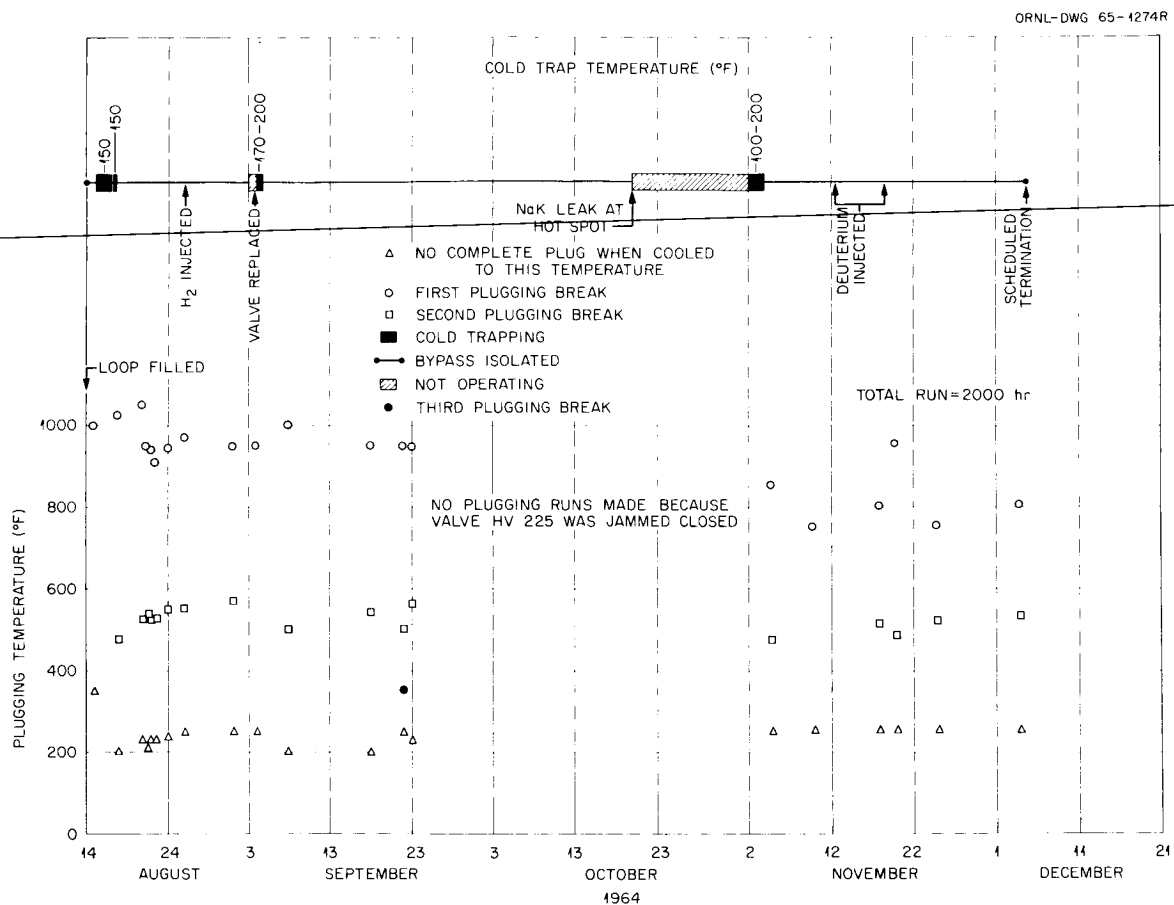 ORNL-DWG 65-1274R
COLD TRAP TEMPERATURE (°F)
150
150
170-200
100-200
H2 INJECTED
VALVE REPLACED
NaK LEAK AT
HOT SPOT
DEUTERIUM
INJECTED
SCHEDULED
TERMINATION
NO COMPLETE PLUG WHEN COOLED
TO THIS TEMPERATURE
FIRST PLUGGING BREAK
SECOND PLUGGING BREAK
COLD TRAPPING
BYPASS ISOLATED
NOT OPERATING
THIRD PLUGGING BREAK
LOOP FILLED
TOTAL RUN=2000 hr
NO PLUGGING RUNS MADE BECAUSE
VALVE HV 225 WAS JAMMED CLOSED
PLUGGING TEMPERATURE (°F)
1000
800
600
400
200
0
14 24 3 13 23 3 13 23 2 12 22 1 11 21
AUGUST SEPTEMBER OCTOBER NOVEMBER DECEMBER
1964